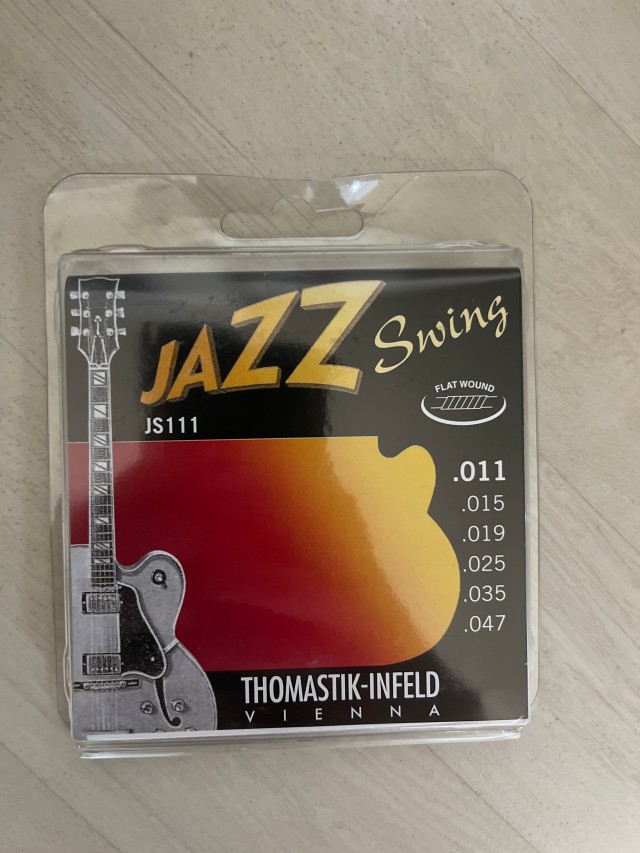 JAZZ Swing
JS111
FLAT WOUND
.011
.015
.019
.025
.035
.047
THOMASTIK-INFELD
VIENNA